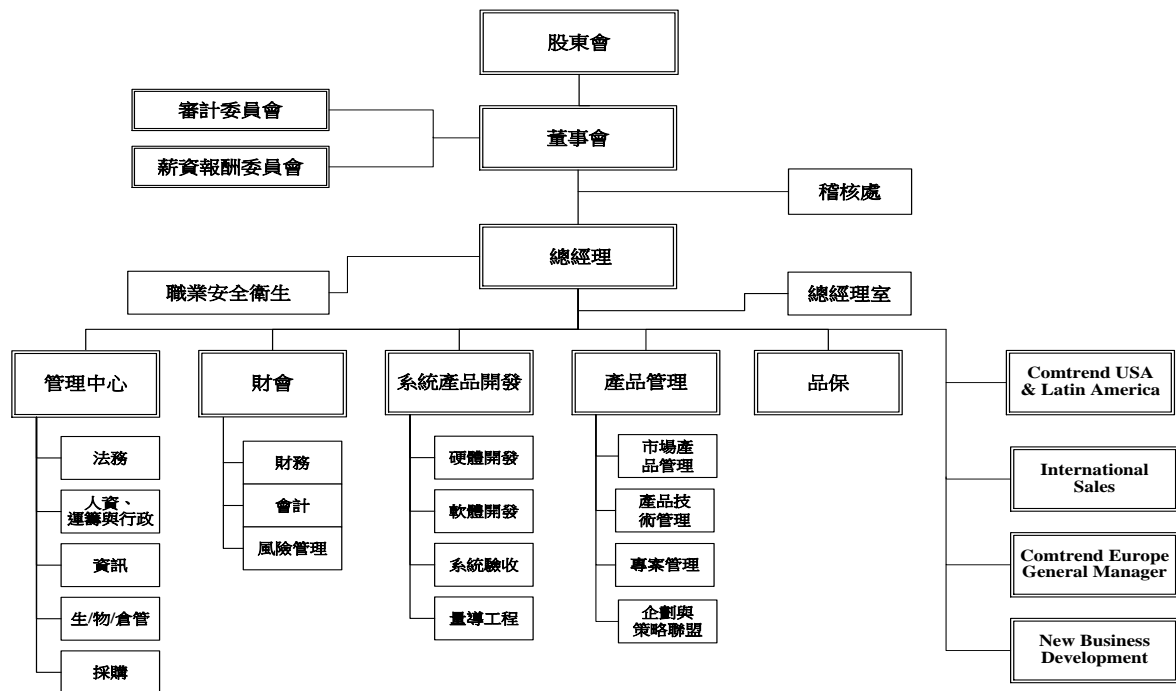 股東會
審計委員會
董事會
薪資報酬委員會
稽核處
總經理
職業安全衛生
總經理室
管理中心
財會
系統產品開發
產品管理
品保
Comtrend USA
& Latin America
法務
人資、
運籌與行政
資訊
生/物/倉管
採購
財務
會計
風險管理
硬體開發
軟體開發
系統驗收
量導工程
市場產
品管理
產品技
術管理
專案管理
企劃與
策略聯盟
International
Sales
Comtrend Europe
General Manager
New Business
Development